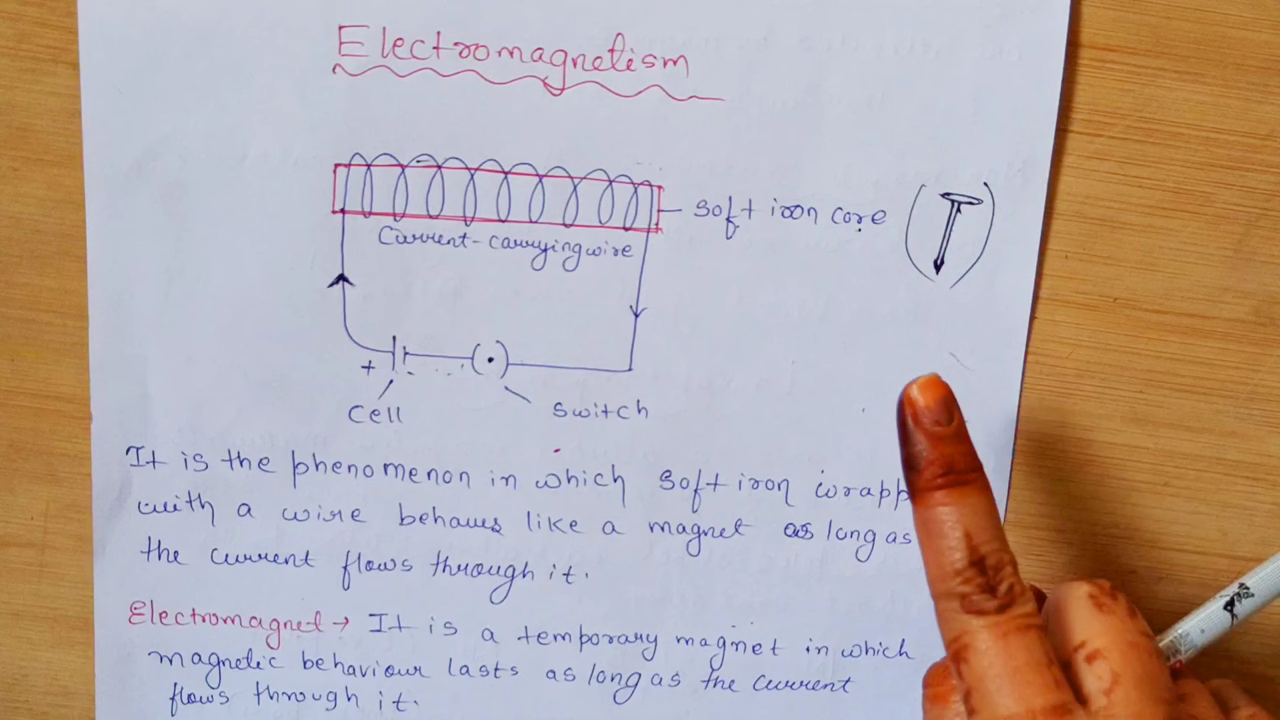 Electromagnetism
Soft iron core
Current-carrying wire
+
Cell
Switch
It is the phenomenon in which soft iron wrapp
with a wire behaves like a magnet as long as
the current flows through it.
Electromagnet → It is a temporary magnet in which
magnetic behaviour lasts as long as the current
flows through it.